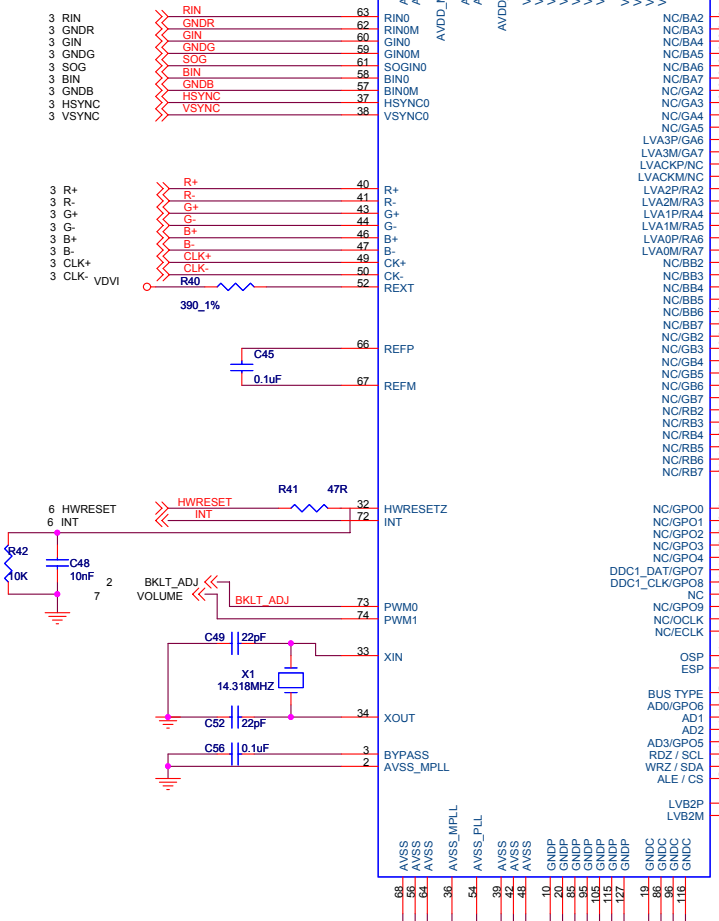 3 RIN RIN 63 RIN0
3 GNDR GNDR 62 RIN0M
3 GIN GIN 60 GIN0
3 GNDG GNDG 59 GIN0M
3 SOG SOG 61 SOGIN0
3 BIN BIN 58 BIN0
3 GNDB GNDB 57 BIN0M
3 HSYNC HSYNC 37 HSYNC0
3 VSYNC VSYNC 38 VSYNC0
3 R+ R+ 40 R+
3 R- R- 41 R-
3 G+ G+ 43 G+
3 G- G- 44 G-
3 B+ B+ 46 B+
3 B- B- 47 B-
3 CLK+ CLK+ 49 CK+
3 CLK- CLK- 50 CK-
VDVI R40 52 REXT
390_1%
66 REFP
C45
0.1uF
67 REFM
R41 47R
6 HWRESET HWRESET 32 HWRESETZ
6 INT INT 72 INT
R42
10K
C48
10nF
2 BKLT_ADJ BKLT_ADJ 73 PWM0
7 VOLUME 74 PWM1
C49 22pF
33 XIN
X1
14.318MHZ
C52 22pF
34 XOUT
C56 0.1uF
3 BYPASS
2 AVSS_MPLL
NC/BA2
NC/BA3
NC/BA4
NC/BA5
NC/BA6
NC/BA7
NC/GA2
NC/GA3
NC/GA4
NC/GA5
LVA3P/GA6
LVA3M/GA7
LVACKP/NC
LVACKM/NC
LVA2P/RA2
LVA2M/RA3
LVA1P/RA4
LVA1M/RA5
LVA0P/RA6
LVA0M/RA7
NC/BB2
NC/BB3
NC/BB4
NC/BB5
NC/BB6
NC/BB7
NC/GB2
NC/GB3
NC/GB4
NC/GB5
NC/GB6
NC/GB7
NC/RB2
NC/RB3
NC/RB4
NC/RB5
NC/RB6
NC/RB7
NC/GPO0
NC/GPO1
NC/GPO2
NC/GPO3
NC/GPO4
DDC1_DAT/GPO7
DDC1_CLK/GPO8
NC
NC/GPO9
NC/OCLK
NC/ECLK
OSP
ESP
BUS TYPE
AD0/GPO6
AD1
AD2
AD3/GPO5
RDZ / SCL
WRZ / SDA
ALE / CS
LVB2P
LVB2M
AVSS 68
AVSS 56
AVSS 64
AVSS_MPLL 36
AVSS_PLL 54
AVSS 39
AVSS 42
AVSS 48
GNDP 10
GNDP 20
GNDP 85
GNDP 95
GNDP 105
GNDP 115
GNDP 127
GNDC 19
GNDC 86
GNDC 96
GNDC 116